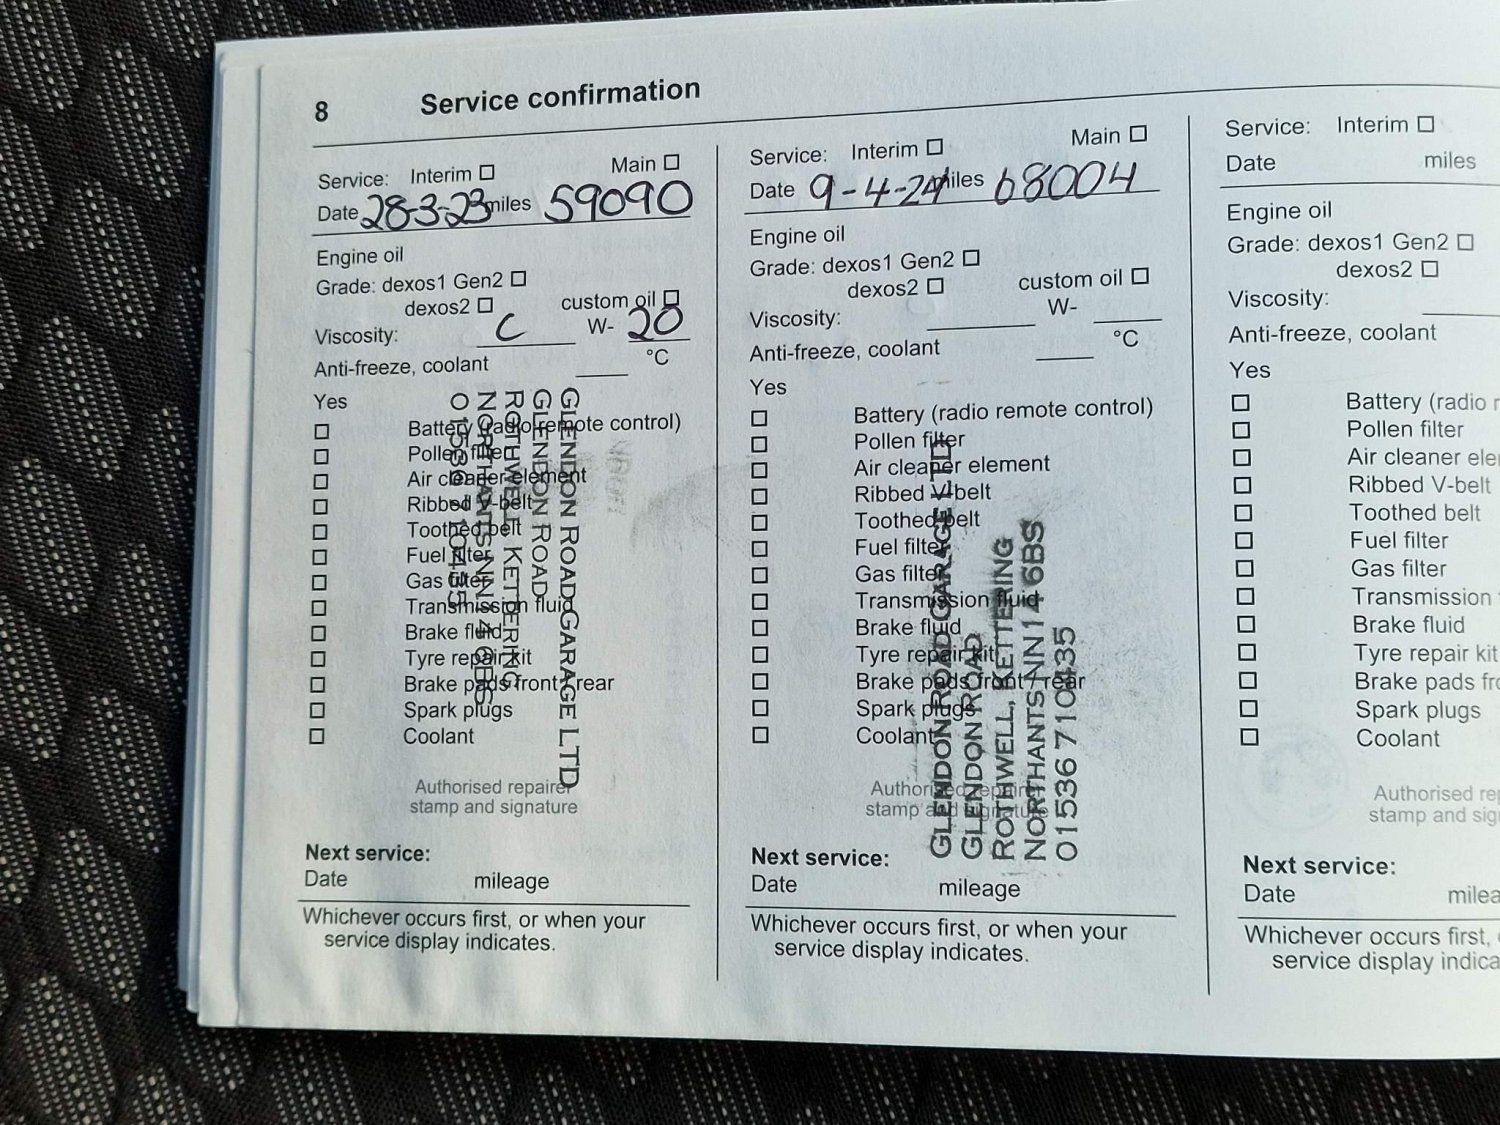 8 Service confirmation
Service: Interim ☐ Main ☐
Date 28-3-23 miles 59090
Engine oil
Grade: dexos1 Gen2 ☐
dexos2 ☐ custom oil ☐
Viscosity: C W- 20
Anti-freeze, coolant °C
Yes
☐ Battery (radio remote control)
☐ Pollen filter
☐ Air cleaner element
☐ Ribbed V-belt
☐ Toothed belt
☐ Fuel filter
☐ Gas filter
☐ Transmission fluid
☐ Brake fluid
☐ Tyre repair kit
☐ Brake pads front / rear
☐ Spark plugs
☐ Coolant
GLENDON ROAD GARAGE LTD
GLENDON ROAD
ROTHWELL, KETTERING
NORTHANTS NN14 6BS
Authorised repairer
stamp and signature
Next service:
Date mileage
Whichever occurs first, or when your
service display indicates.
Service: Interim ☐ Main ☐
Date 9-4-24 miles 68004
Engine oil
Grade: dexos1 Gen2 ☐
dexos2 ☐ custom oil ☐
Viscosity: W-
Anti-freeze, coolant °C
Yes
☐ Battery (radio remote control)
☐ Pollen filter
☐ Air cleaner element
☐ Ribbed V-belt
☐ Toothed belt
☐ Fuel filter
☐ Gas filter
☐ Transmission fluid
☐ Brake fluid
☐ Tyre repair kit
☐ Brake pads front / rear
☐ Spark plugs
☐ Coolant
GLENDON ROAD GARAGE LTD
GLENDON ROAD
ROTHWELL, KETTERING
NORTHANTS NN14 6BS
01536 710435
Authorised repairer
stamp and signature
Next service:
Date mileage
Whichever occurs first, or when your
service display indicates.
Service: Interim ☐
Date miles
Engine oil
Grade: dexos1 Gen2 ☐
dexos2 ☐
Viscosity:
Anti-freeze, coolant
Yes
☐ Battery (radio r
☐ Pollen filter
☐ Air cleaner ele
☐ Ribbed V-belt
☐ Toothed belt
☐ Fuel filter
☐ Gas filter
☐ Transmission
☐ Brake fluid
☐ Tyre repair kit
☐ Brake pads fro
☐ Spark plugs
☐ Coolant
Authorised rep
stamp and sig
Next service:
Date milea
Whichever occurs first,
service display indica